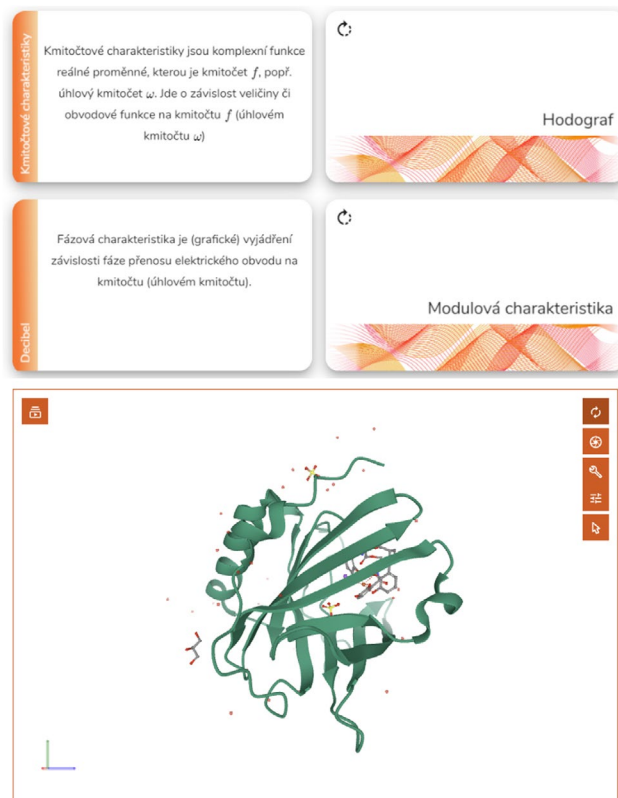 Kmitočtové charakteristiky
Kmitočtové charakteristiky jsou komplexní funkce
reálné proměnné, kterou je kmitočet f, popř.
úhlový kmitočet ω. Jde o závislost veličiny či
obvodové funkce na kmitočtu f (úhlovém
kmitočtu ω)
Hodograf
Decibel
Fázová charakteristika je (grafické) vyjádření
závislosti fáze přenosu elektrického obvodu na
kmitočtu (úhlovém kmitočtu).
Modulová charakteristika